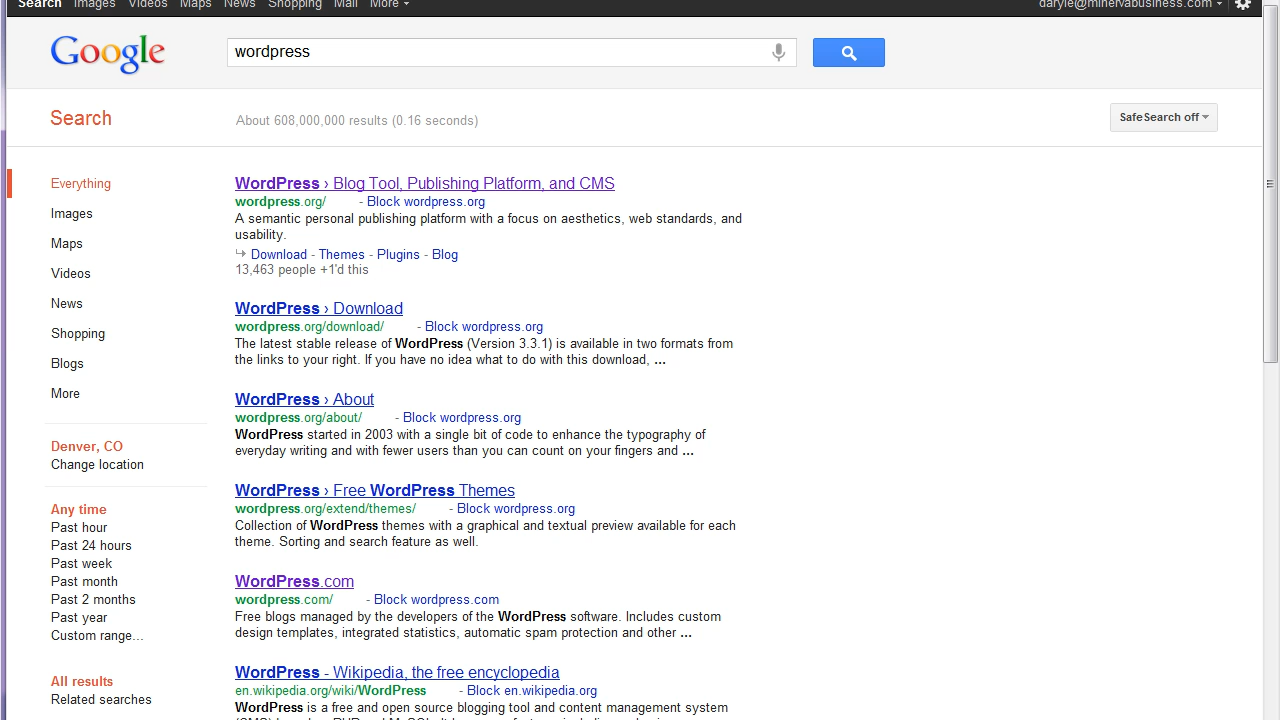 Search Images Videos Maps News Shopping Mail More daryle@minervabusiness.com
Google wordpress
Search About 608,000,000 results (0.16 seconds) SafeSearch off
Everything
Images
Maps
Videos
News
Shopping
Blogs
More
Denver, CO
Change location
Any time
Past hour
Past 24 hours
Past week
Past month
Past 2 months
Past year
Custom range...
All results
Related searches
WordPress › Blog Tool, Publishing Platform, and CMS
wordpress.org/ - Block wordpress.org
A semantic personal publishing platform with a focus on aesthetics, web standards, and
usability.
Download - Themes - Plugins - Blog
13,463 people +1'd this
WordPress › Download
wordpress.org/download/ - Block wordpress.org
The latest stable release of WordPress (Version 3.3.1) is available in two formats from
the links to your right. If you have no idea what to do with this download, ...
WordPress › About
wordpress.org/about/ - Block wordpress.org
WordPress started in 2003 with a single bit of code to enhance the typography of
everyday writing and with fewer users than you can count on your fingers and ...
WordPress › Free WordPress Themes
wordpress.org/extend/themes/ - Block wordpress.org
Collection of WordPress themes with a graphical and textual preview available for each
theme. Sorting and search feature as well.
WordPress.com
wordpress.com/ - Block wordpress.com
Free blogs managed by the developers of the WordPress software. Includes custom
design templates, integrated statistics, automatic spam protection and other ...
WordPress - Wikipedia, the free encyclopedia
en.wikipedia.org/wiki/WordPress - Block en.wikipedia.org
WordPress is a free and open source blogging tool and content management system